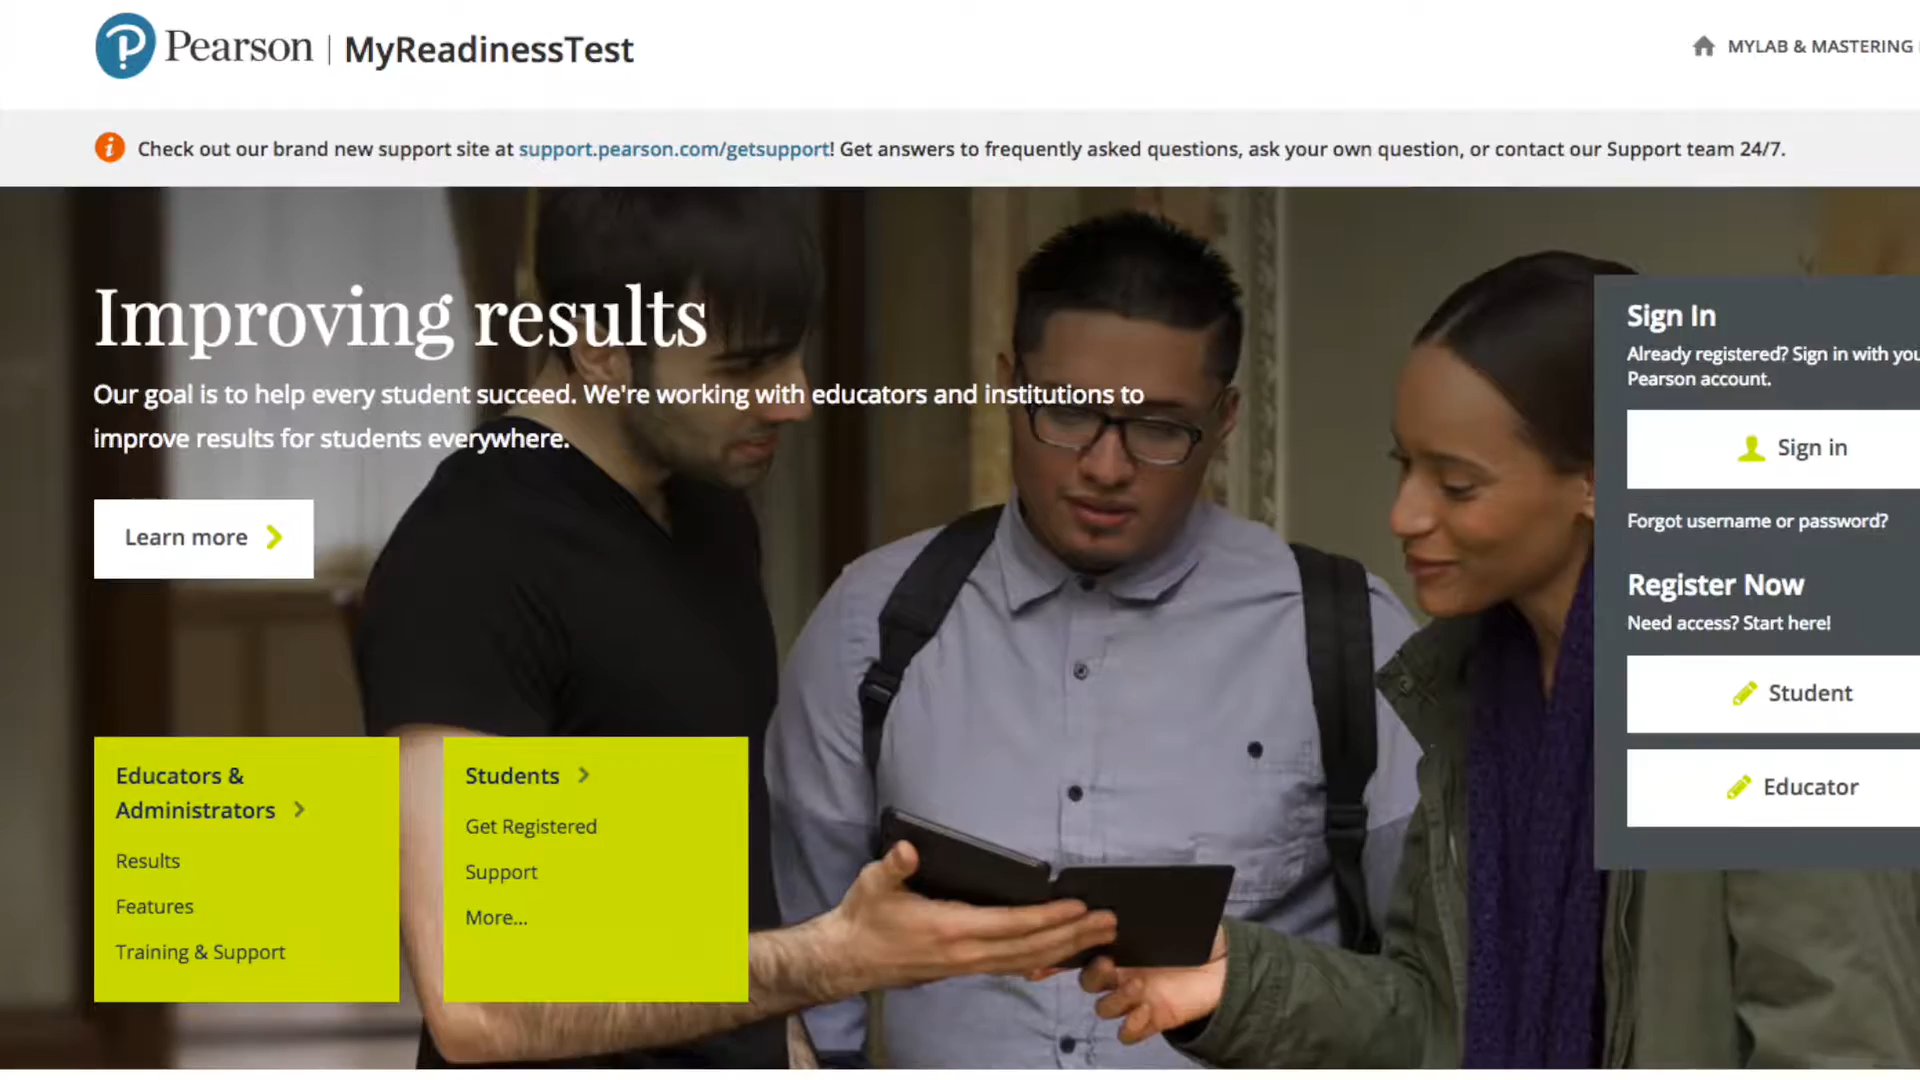 Pearson | MyReadinessTest
MYLAB & MASTERING
Check out our brand new support site at support.pearson.com/getsupport! Get answers to frequently asked questions, ask your own question, or contact our Support team 24/7.
Improving results
Our goal is to help every student succeed. We're working with educators and institutions to
improve results for students everywhere.
Learn more
Sign In
Already registered? Sign in with
Pearson account.
Sign in
Forgot username or password?
Register Now
Need access? Start here!
Student
Educator
Educators &
Administrators
Results
Features
Training & Support
Students
Get Registered
Support
More...